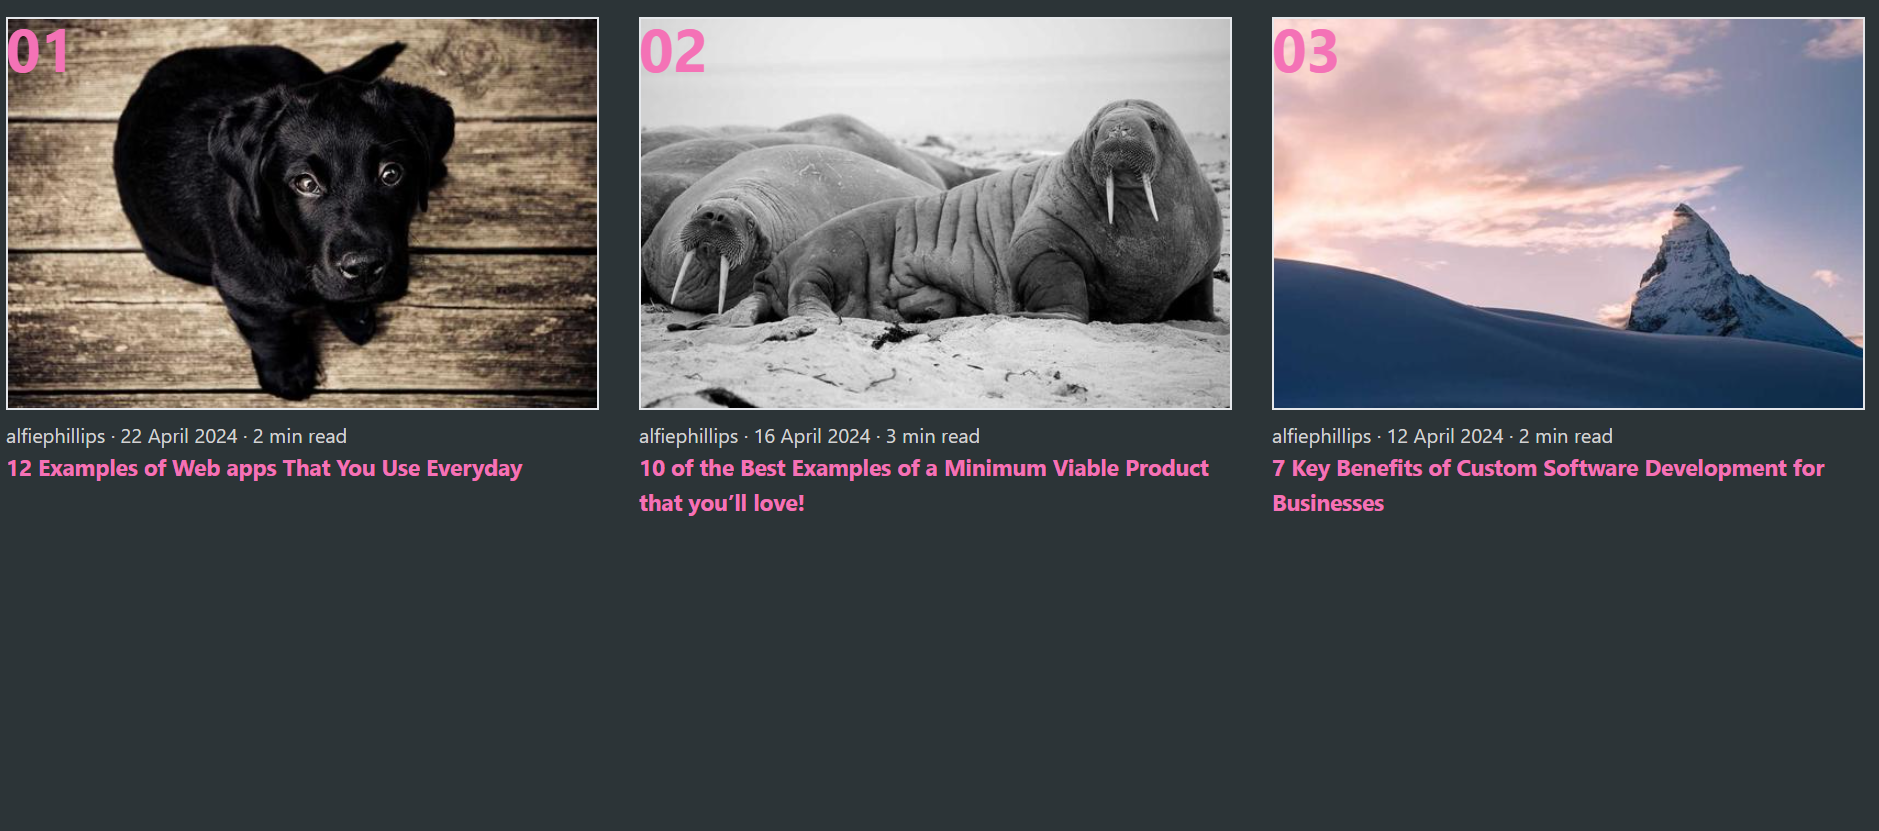 01
alfiephillips · 22 April 2024 · 2 min read
12 Examples of Web apps That You Use Everyday
02
alfiephillips · 16 April 2024 · 3 min read
10 of the Best Examples of a Minimum Viable Product
that you’ll love!
03
alfiephillips · 12 April 2024 · 2 min read
7 Key Benefits of Custom Software Development for
Businesses